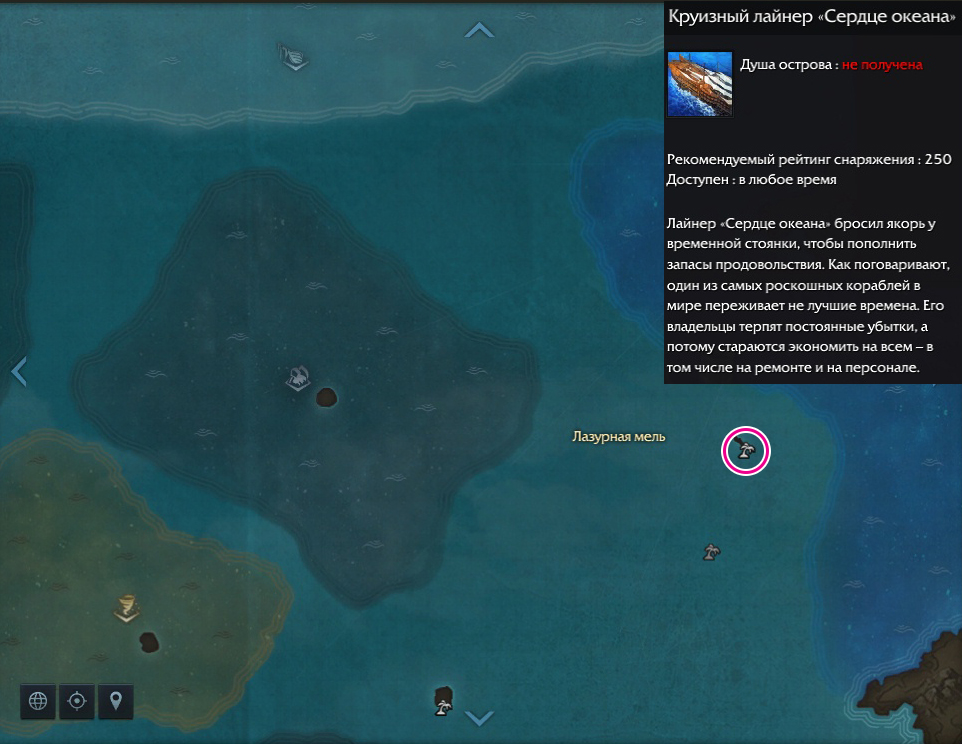 Круизный лайнер «Сердце океана»
Душа острова : не получена
Рекомендуемый рейтинг снаряжения : 250
Доступен : в любое время
Лайнер «Сердце океана» бросил якорь у
временной стоянки, чтобы пополнить
запасы продовольствия. Как поговаривают,
один из самых роскошных кораблей в
мире переживает не лучшие времена. Его
владельцы терпят постоянные убытки, а
потому стараются экономить на всем – в
том числе на ремонте и на персонале.
Лазурная мель